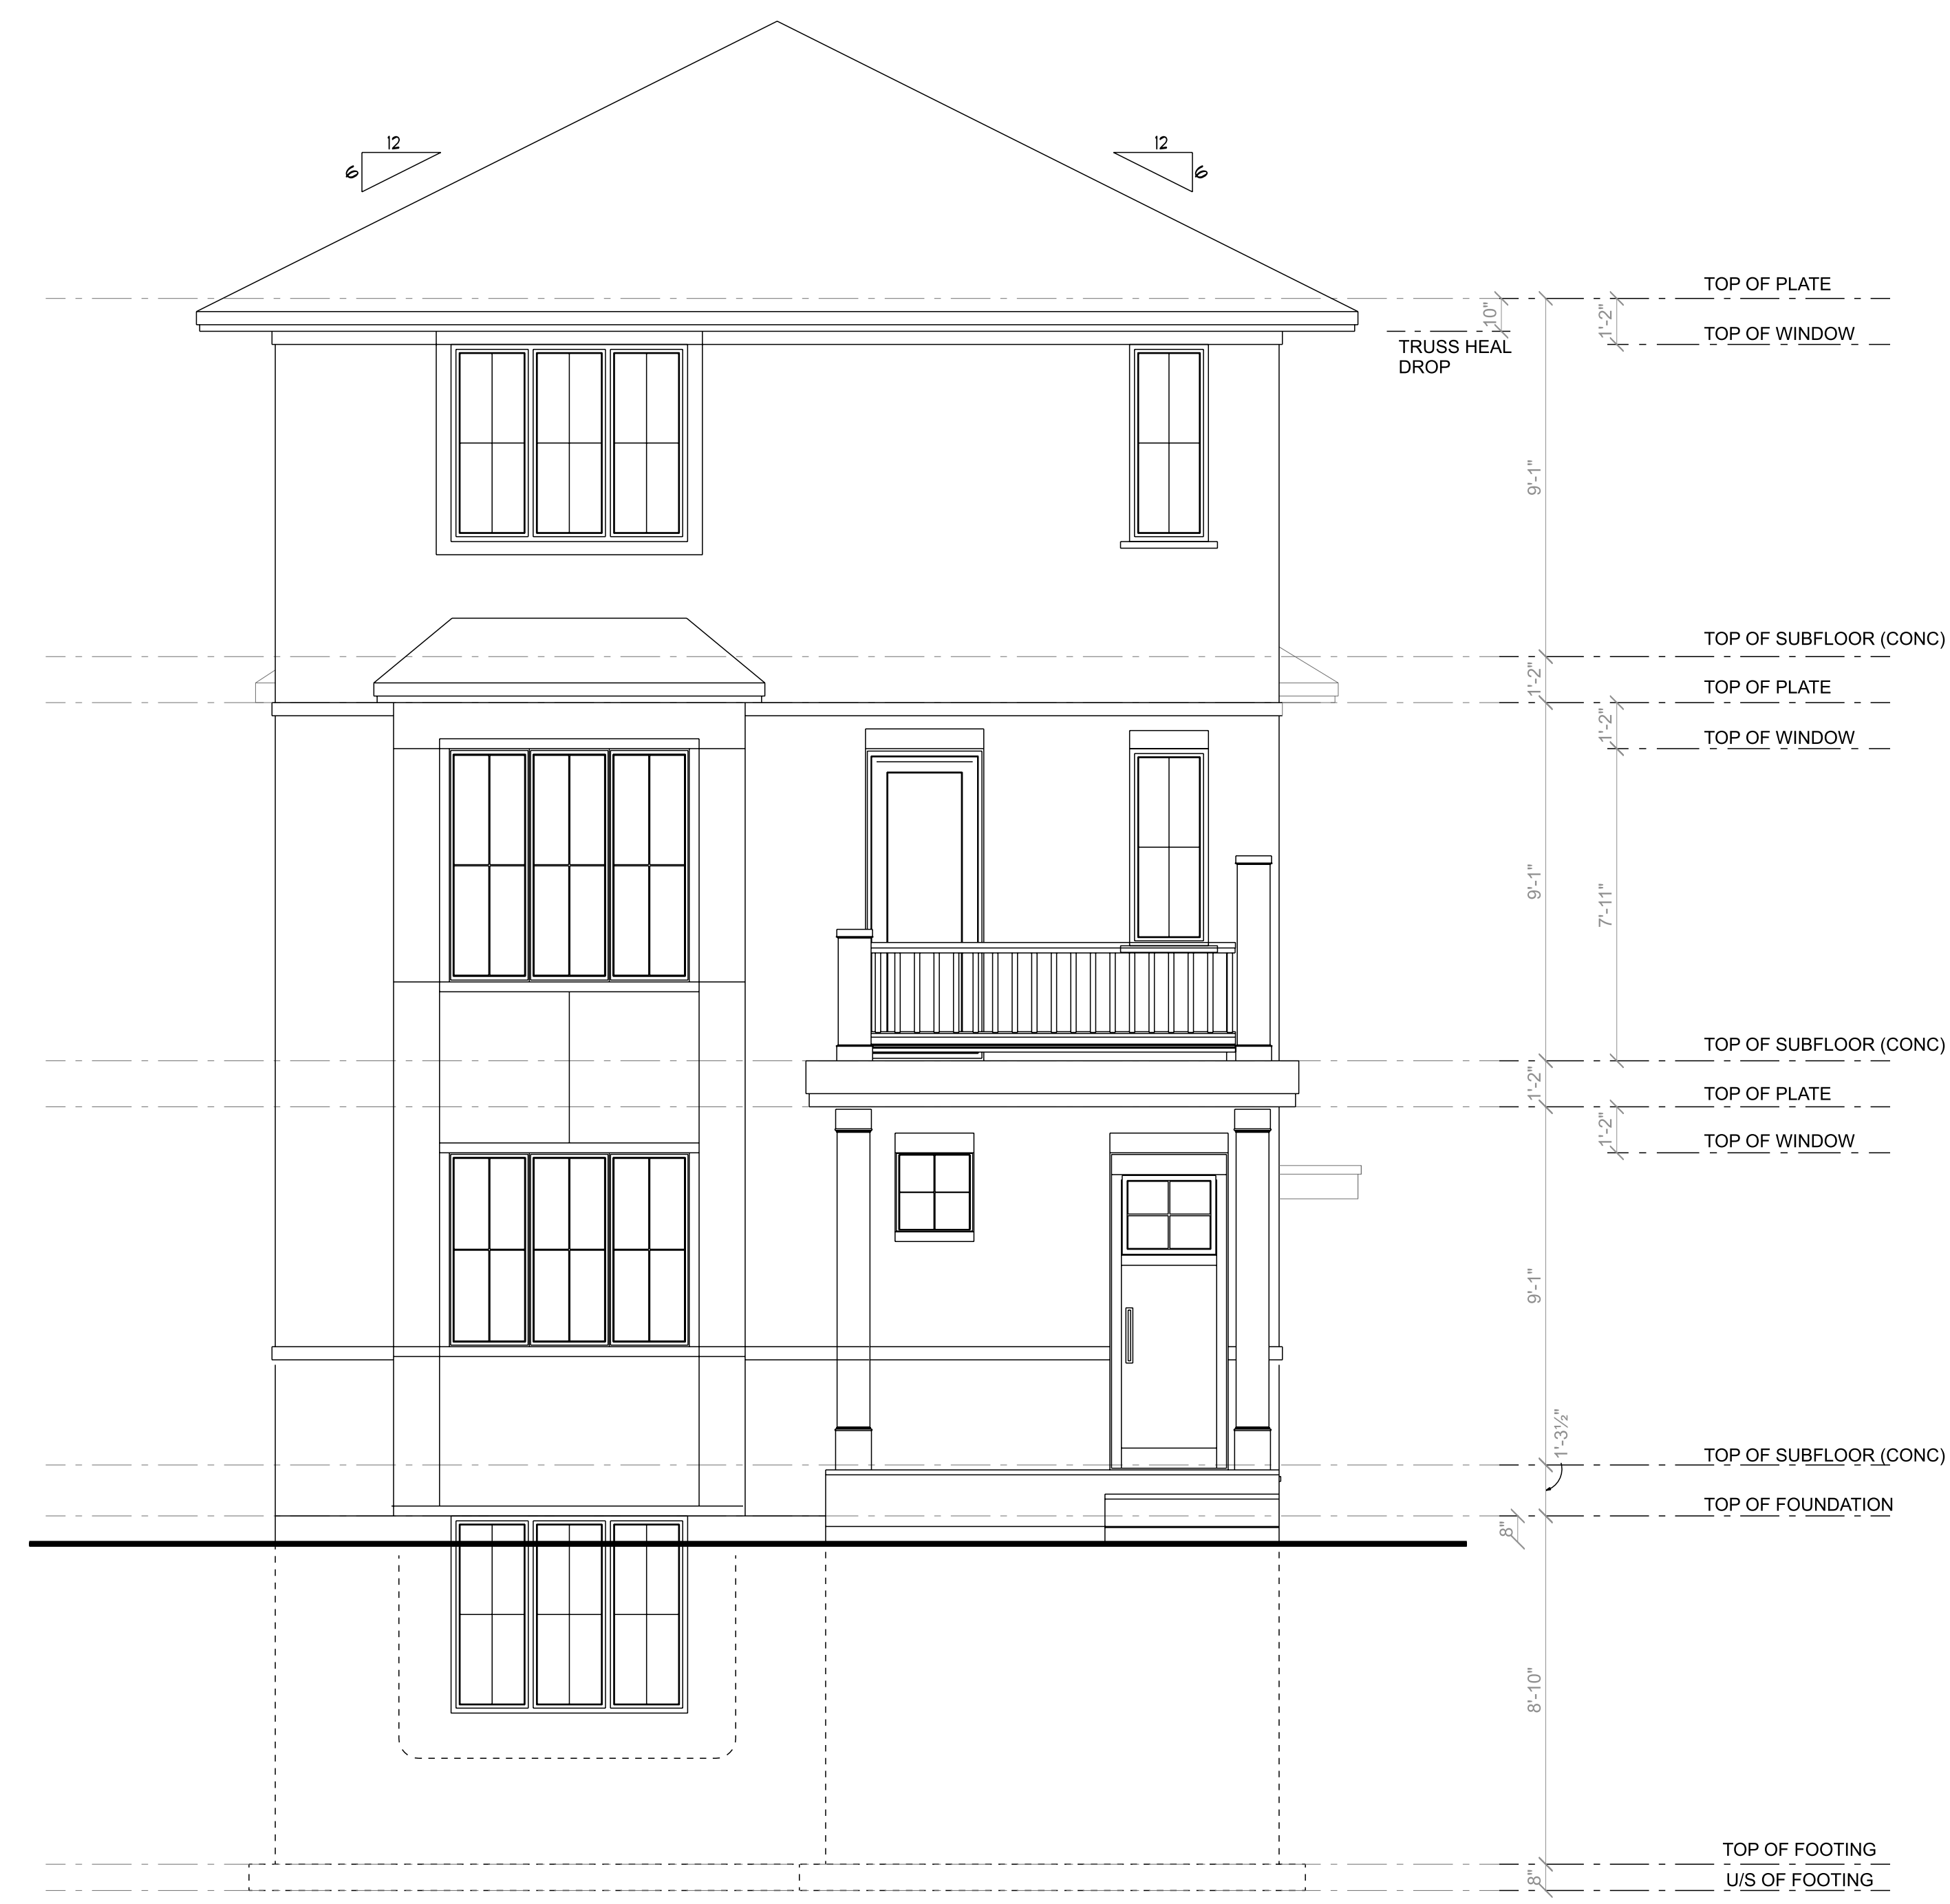 12
6
12
6
TOP OF PLATE
10"
1'-2"
TOP OF WINDOW
TRUSS HEAL
DROP
9'-1"
TOP OF SUBFLOOR (CONC)
1'-2"
TOP OF PLATE
1'-2"
TOP OF WINDOW
9'-1"
7'-11"
TOP OF SUBFLOOR (CONC)
1'-2"
TOP OF PLATE
1'-2"
TOP OF WINDOW
9'-1"
1'-3½"
TOP OF SUBFLOOR (CONC)
TOP OF FOUNDATION
8"
8'-10"
TOP OF FOOTING
8"
U/S OF FOOTING